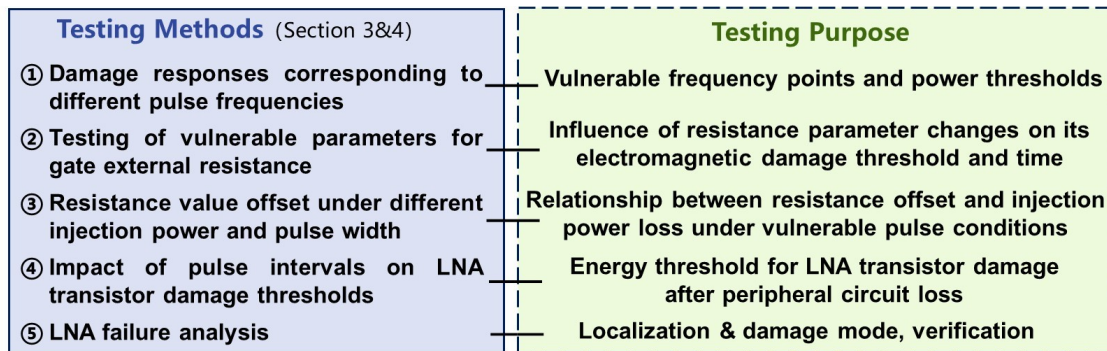 Testing Methods (Section 3&4)
① Damage responses corresponding to
different pulse frequencies
② Testing of vulnerable parameters for
gate external resistance
③ Resistance value offset under different
injection power and pulse width
④ Impact of pulse intervals on LNA
transistor damage thresholds
⑤ LNA failure analysis
Testing Purpose
Vulnerable frequency points and power thresholds
Influence of resistance parameter changes on its
electromagnetic damage threshold and time
Relationship between resistance offset and injection
power loss under vulnerable pulse conditions
Energy threshold for LNA transistor damage
after peripheral circuit loss
Localization & damage mode, verification